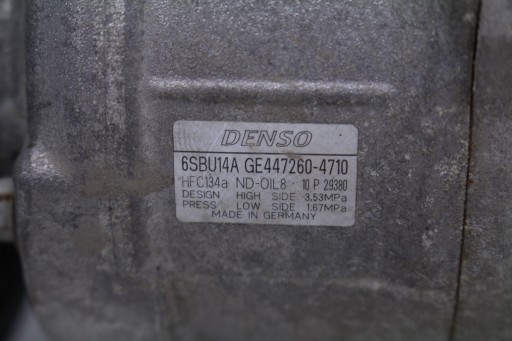 DENSO
6SBU14A GE447260-4710
HFC134a ND-OIL8 10 P 29380
DESIGN HIGH SIDE 3.53MPa
PRESS LOW SIDE 1.67MPa
MADE IN GERMANY